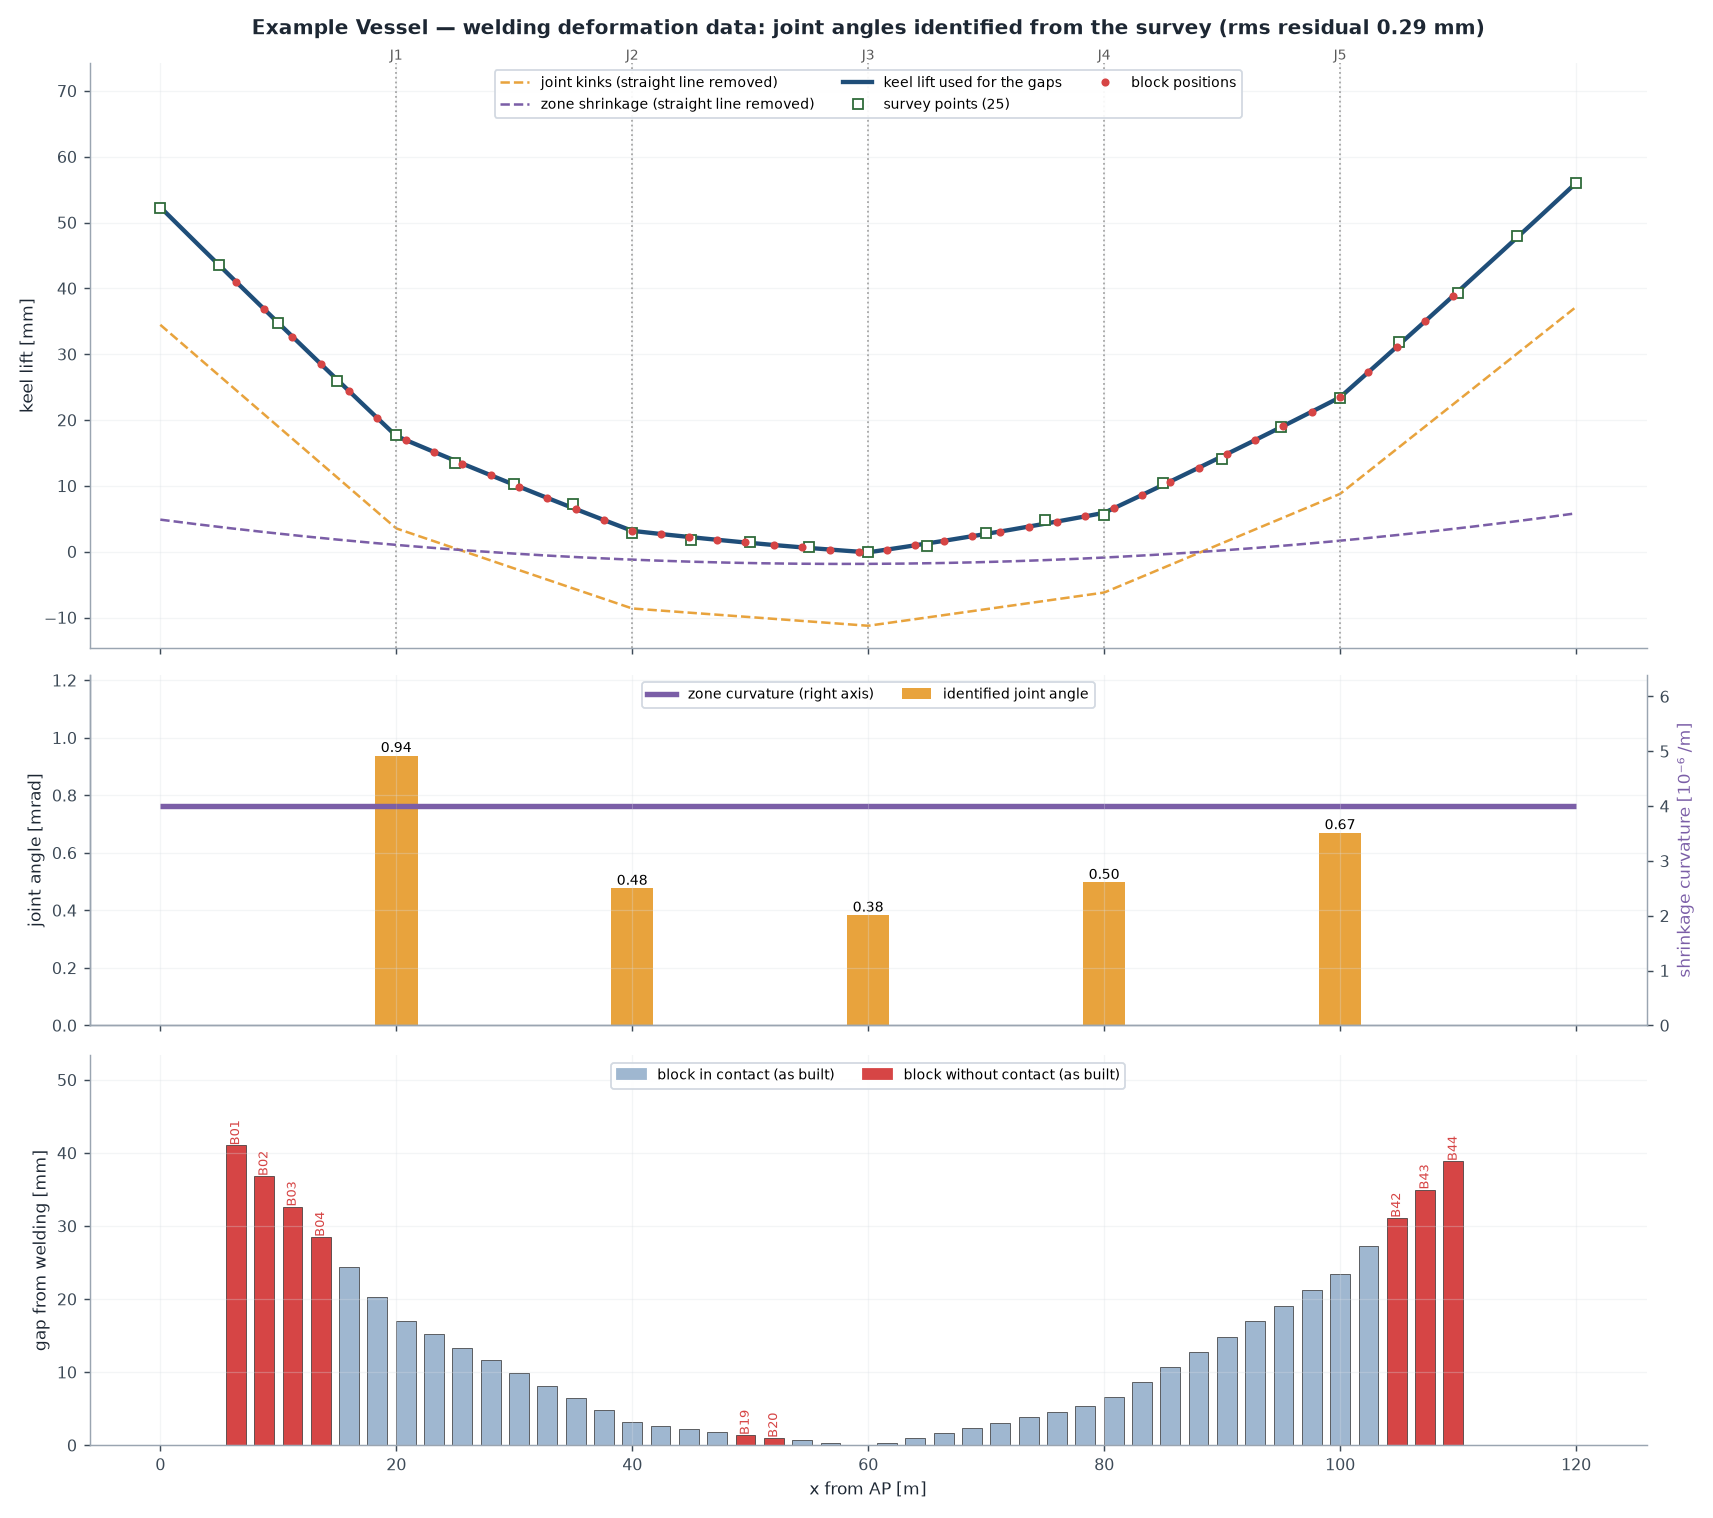 Example Vessel — welding deformation data: joint angles identified from the survey (rms residual 0.29 mm)
J1 J2 J3 J4 J5
joint kinks (straight line removed) keel lift used for the gaps block positions
zone shrinkage (straight line removed) survey points (25)
70
60
50
40
30
20
10
0
−10
keel lift [mm]
zone curvature (right axis) identified joint angle
1.2
1.0
0.8
0.6
0.4
0.2
0.0
joint angle [mrad]
0.94
0.48
0.38
0.50
0.67
6
5
4
3
2
1
0
shrinkage curvature [10⁻⁶/m]
block in contact (as built) block without contact (as built)
50
40
30
20
10
0
gap from welding [mm]
B01
B02
B03
B04
B19
B20
B42
B43
B44
0 20 40 60 80 100 120
x from AP [m]